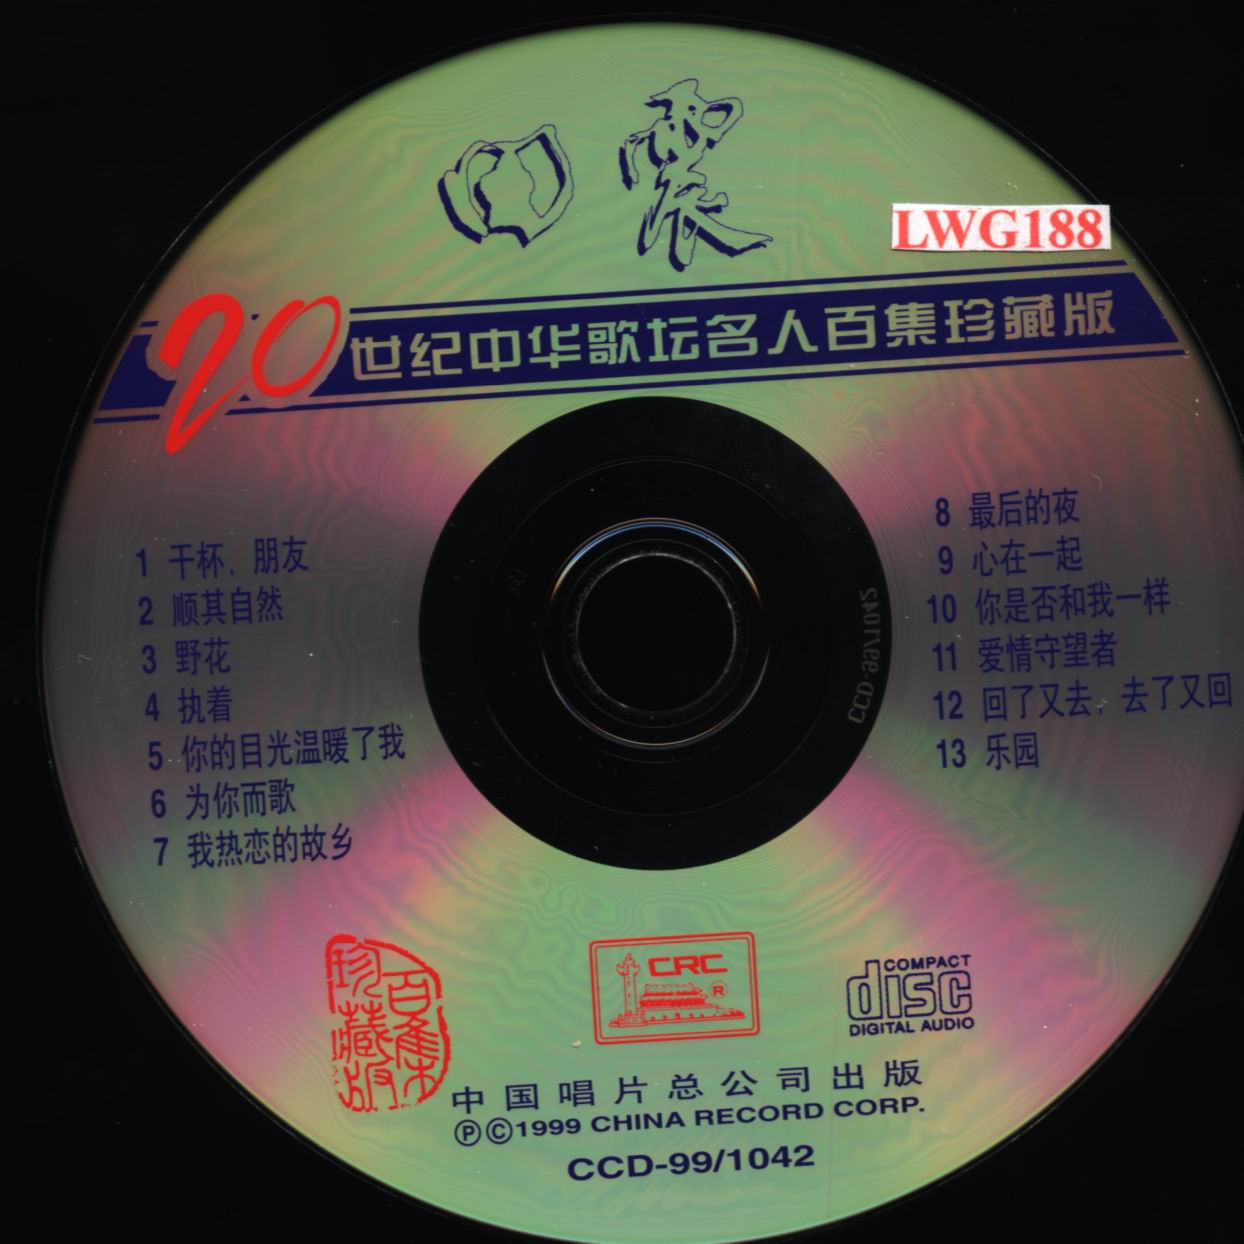 田震
LWG188
20世纪中华歌坛名人百集珍藏版
1 干杯,朋友
2 顺其自然
3 野花
4 执着
5 你的目光温暖了我
6 为你而歌
7 我热恋的故乡
8 最后的夜
9 心在一起
10 你是否和我一样
11 爱情守望者
12 回了又去,去了又回
13 乐园
CCD-99/1042
百集
珍藏版
CRC
R
COMPACT
disc
DIGITAL AUDIO
中国唱片总公司出版
ⓅⒸ1999 CHINA RECORD CORP.
CCD-99/1042